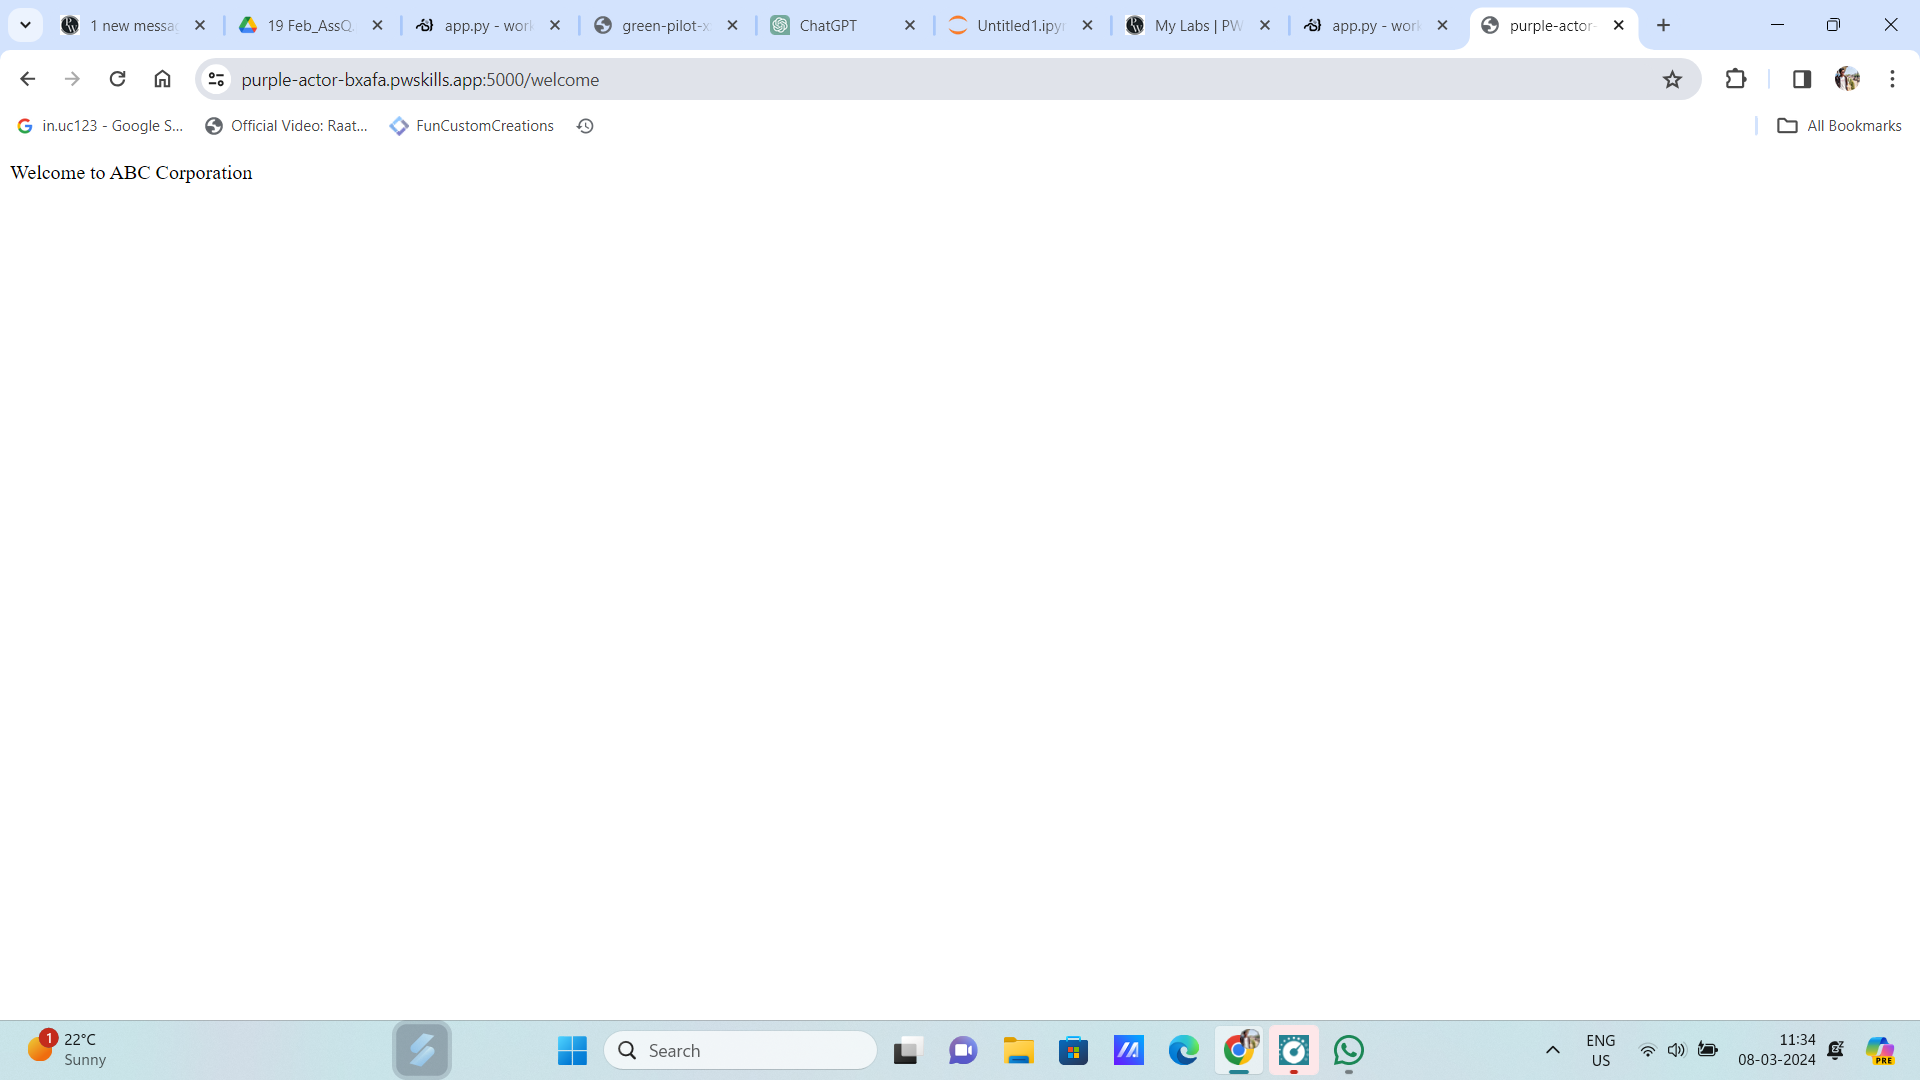 1 new messa
19 Feb_AssQ.
app.py - work
green-pilot-x
ChatGPT
Untitled1.ipyn
My Labs | PW
app.py - work
purple-actor-
purple-actor-bxafa.pwskills.app:5000/welcome
in.uc123 - Google S...
Official Video: Raat...
FunCustomCreations
All Bookmarks
Welcome to ABC Corporation
1
22°C
Sunny
Search
ENG
US
11:34
08-03-2024
PRE